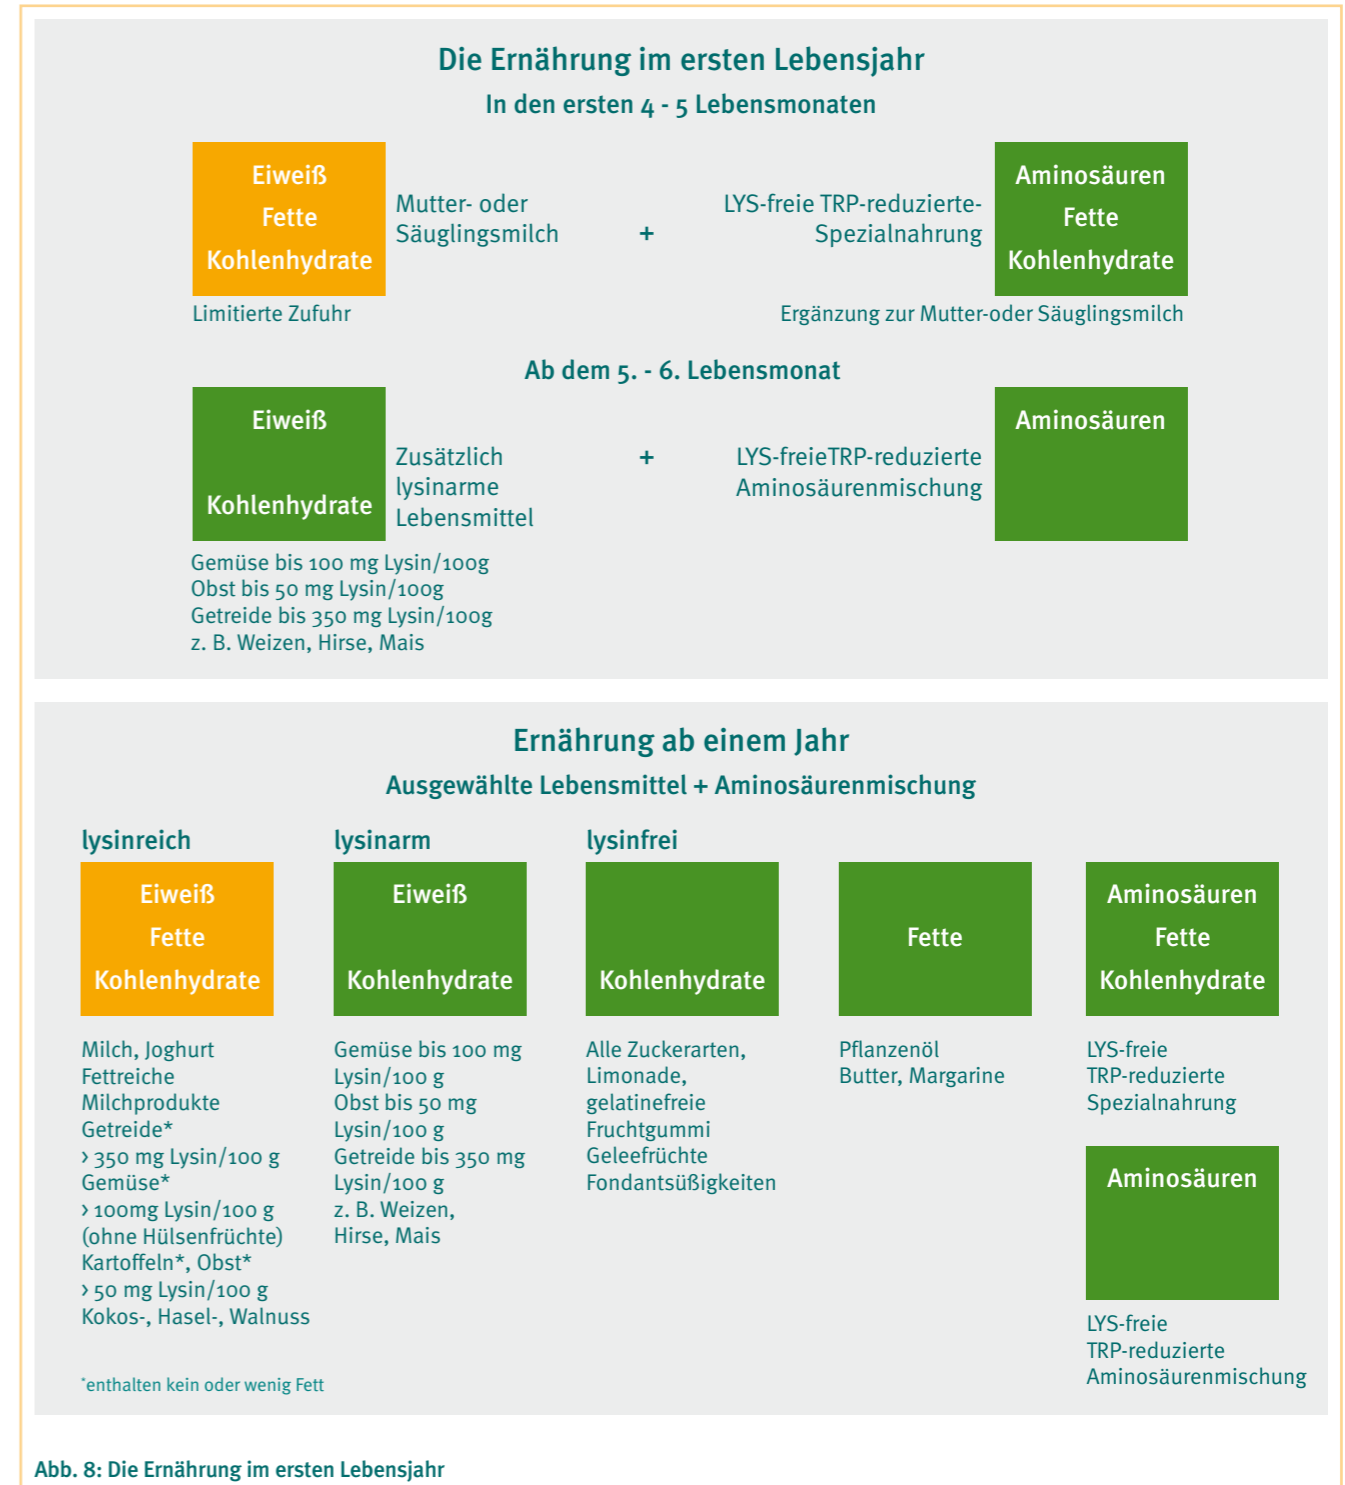 Die Ernährung im ersten Lebensjahr
In den ersten 4 - 5 Lebensmonaten
Eiweiß
Fette
Kohlenhydrate
Mutter- oder
Säuglingsmilch
+
LYS-freie TRP-reduzierte-
Spezialnahrung
Aminosäuren
Fette
Kohlenhydrate
Limitierte Zufuhr
Ergänzung zur Mutter-oder Säuglingsmilch
Ab dem 5. - 6. Lebensmonat
Eiweiß
Kohlenhydrate
Zusätzlich
lysinarme
Lebensmittel
+
LYS-freieTRP-reduzierte
Aminosäurenmischung
Aminosäuren
Gemüse bis 100 mg Lysin/100g
Obst bis 50 mg Lysin/100g
Getreide bis 350 mg Lysin/100g
z. B. Weizen, Hirse, Mais
Ernährung ab einem Jahr
Ausgewählte Lebensmittel + Aminosäurenmischung
lysinreich
Eiweiß
Fette
Kohlenhydrate
Milch, Joghurt
Fettreiche
Milchprodukte
Getreide*
> 350 mg Lysin/100 g
Gemüse*
> 100mg Lysin/100 g
(ohne Hülsenfrüchte)
Kartoffeln*, Obst*
> 50 mg Lysin/100 g
Kokos-, Hasel-, Walnuss
*enthalten kein oder wenig Fett
lysinarm
Eiweiß
Kohlenhydrate
Gemüse bis 100 mg
Lysin/100 g
Obst bis 50 mg
Lysin/100 g
Getreide bis 350 mg
Lysin/100 g
z. B. Weizen,
Hirse, Mais
lysinfrei
Kohlenhydrate
Alle Zuckerarten,
Limonade,
gelatinefreie
Fruchtgummi
Geleefrüchte
Fondantsüßigkeiten
Fette
Pflanzenöl
Butter, Margarine
Aminosäuren
Fette
Kohlenhydrate
LYS-freie
TRP-reduzierte
Spezialnahrung
Aminosäuren
LYS-freie
TRP-reduzierte
Aminosäurenmischung
Abb. 8: Die Ernährung im ersten Lebensjahr